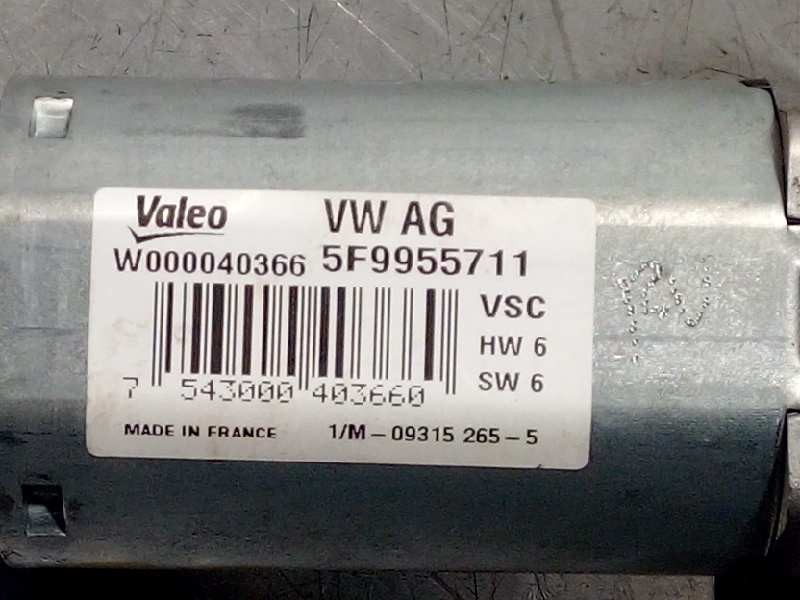 Valeo VW AG
W000040366 5F9955711
VSC
HW 6
SW 6
7 543000 403660
MADE IN FRANCE 1/M-09315 265-5